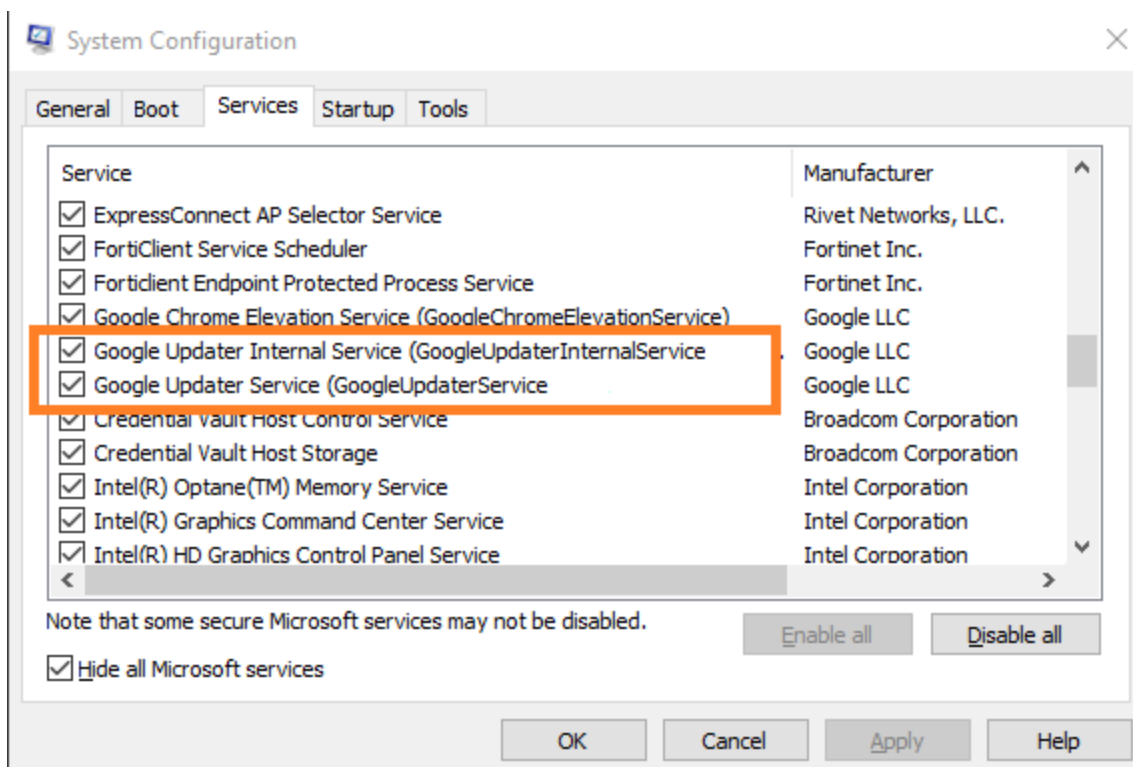 System Configuration
General Boot Services Startup Tools
Service Manufacturer
ExpressConnect AP Selector Service Rivet Networks, LLC.
FortiClient Service Scheduler Fortinet Inc.
Forticlient Endpoint Protected Process Service Fortinet Inc.
Google Chrome Elevation Service (GoogleChromeElevationService) Google LLC
Google Updater Internal Service (GoogleUpdaterInternalService . Google LLC
Google Updater Service (GoogleUpdaterService Google LLC
Credential Vault Host Control Service Broadcom Corporation
Credential Vault Host Storage Broadcom Corporation
Intel(R) Optane(TM) Memory Service Intel Corporation
Intel(R) Graphics Command Center Service Intel Corporation
Intel(R) HD Graphics Control Panel Service Intel Corporation
Note that some secure Microsoft services may not be disabled.
Enable all Disable all
Hide all Microsoft services
OK Cancel Apply Help